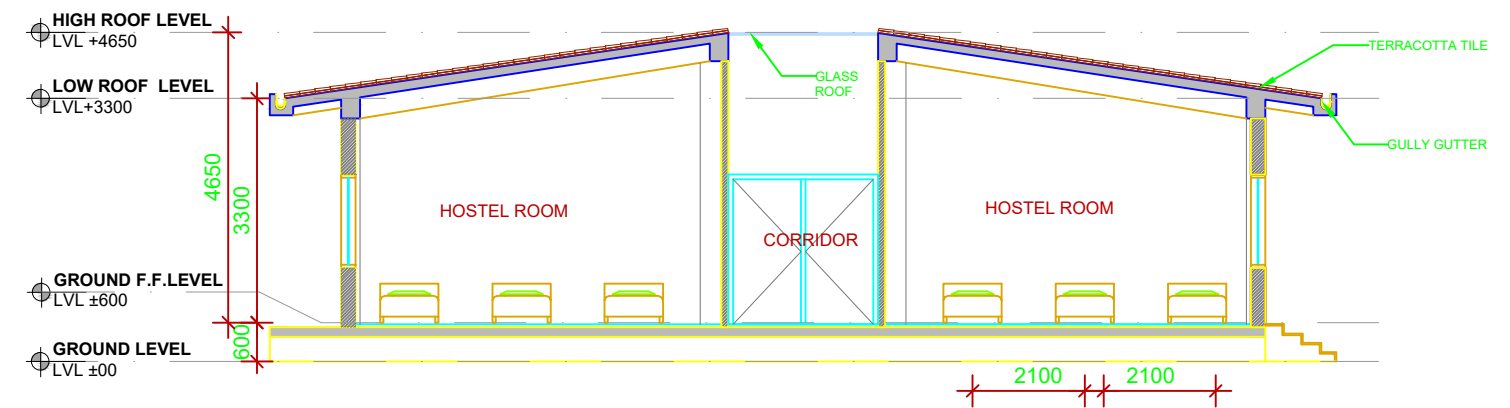 HIGH ROOF LEVEL
LVL +4650
TERRACOTTA TILE
GLASS
ROOF
LOW ROOF LEVEL
LVL+3300
GULLY GUTTER
4650
3300
HOSTEL ROOM
HOSTEL ROOM
CORRIDOR
GROUND F.F.LEVEL
LVL ±600
600
GROUND LEVEL
LVL ±00
2100
2100